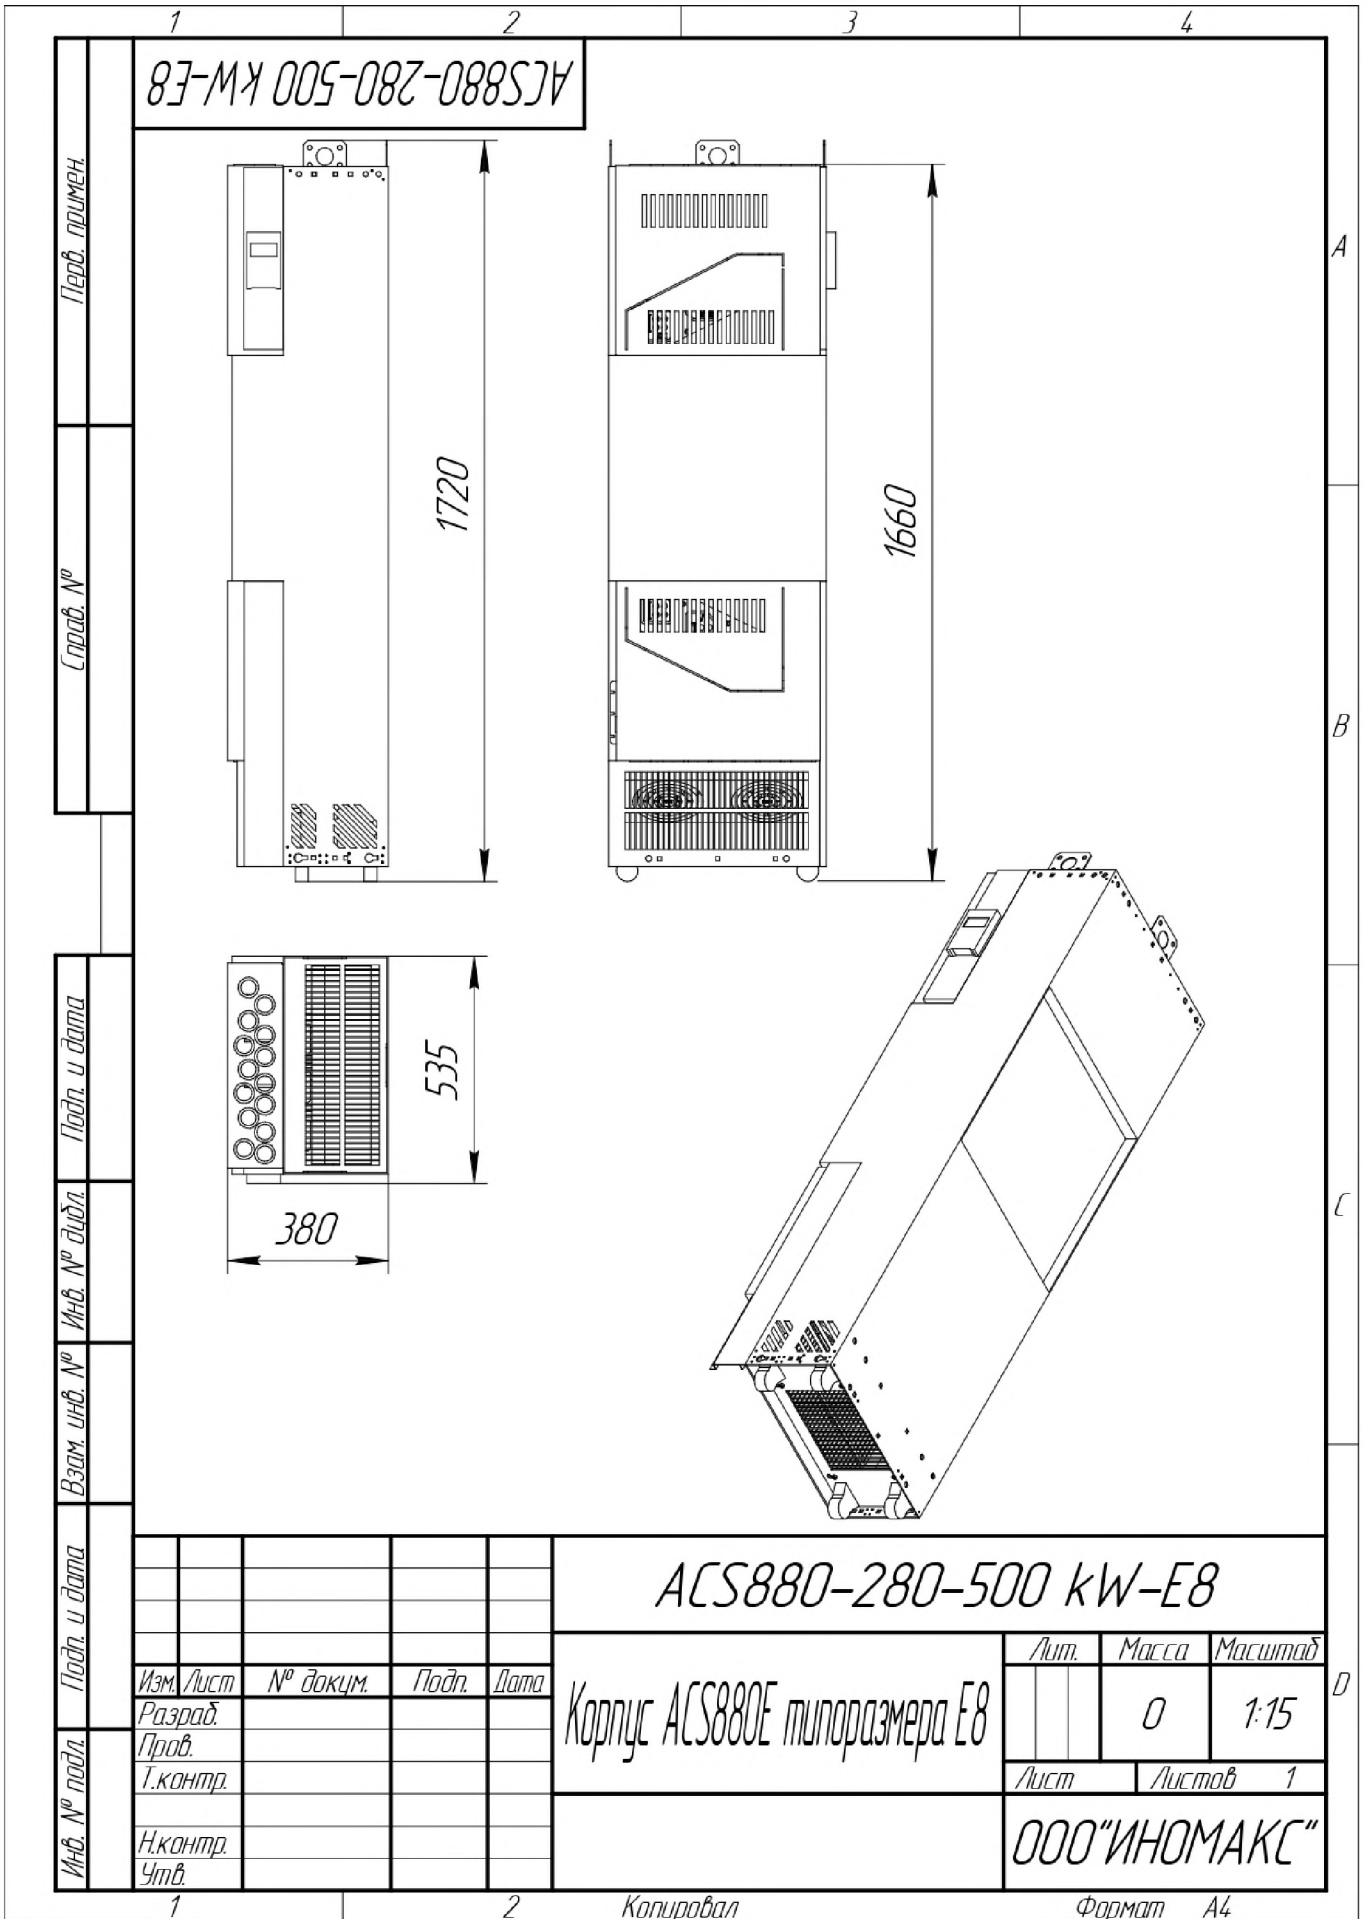 1 2 3 4
ACS880-280-500 kW-E8
Перв. примен.
Справ. №
Подп. и дата
Инв. № дубл.
Взам. инв. №
Подп. и дата
Инв. № подл.
A
B
C
D
1720
1660
535
380
ACS880-280-500 kW-E8
Изм. Лист № докум. Подп. Дата
Разраб.
Пров.
Т.контр.
Н.контр.
Утв.
Корпус ACS880E типоразмера E8
Лит. Масса Масштаб
0 1:15
Лист Листов 1
ООО"ИНОМАКС"
1 2 Копировал Формат A4